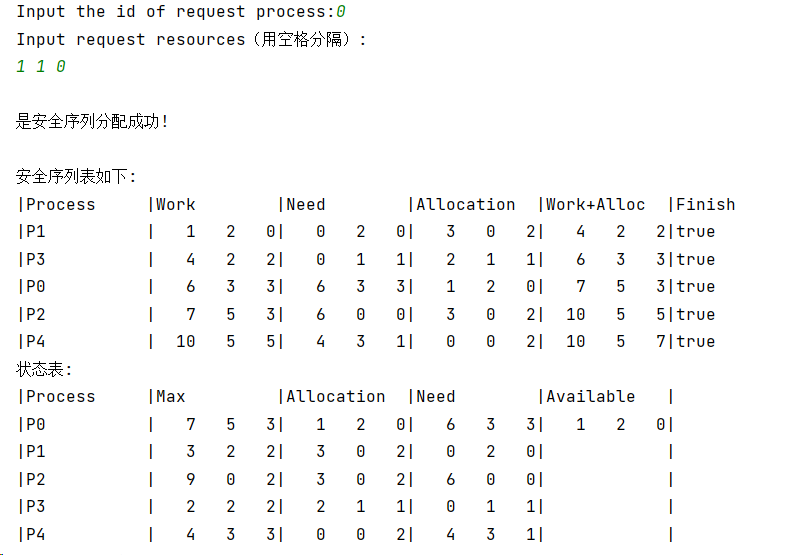 Input the id of request process:0
Input request resources（用空格分隔）:
1 1 0
是安全序列分配成功!
安全序列表如下:
|Process     |Work        |Need        |Allocation  |Work+Alloc  |Finish
|P1          |   1   2   0|   0   2   0|   3   0   2|   4   2   2|true
|P3          |   4   2   2|   0   1   1|   2   1   1|   6   3   3|true
|P0          |   6   3   3|   6   3   3|   1   2   0|   7   5   3|true
|P2          |   7   5   3|   6   0   0|   3   0   2|  10   5   5|true
|P4          |  10   5   5|   4   3   1|   0   0   2|  10   5   7|true
状态表:
|Process     |Max         |Allocation  |Need        |Available   |
|P0          |   7   5   3|   1   2   0|   6   3   3|   1   2   0|
|P1          |   3   2   2|   3   0   2|   0   2   0|            |
|P2          |   9   0   2|   3   0   2|   6   0   0|            |
|P3          |   2   2   2|   2   1   1|   0   1   1|            |
|P4          |   4   3   3|   0   0   2|   4   3   1|            |